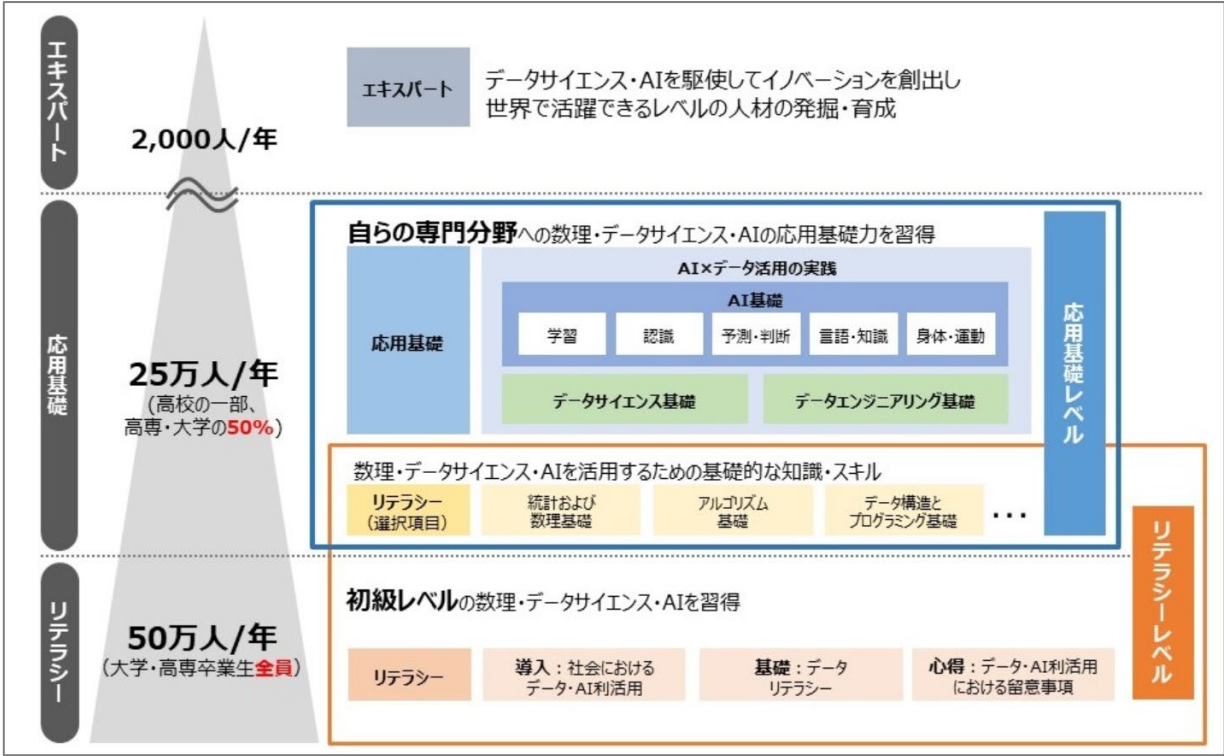 エキスパート
2,000人/年
エキスパート
データサイエンス・AIを駆使してイノベーションを創出し
世界で活躍できるレベルの人材の発掘・育成
応用基礎
25万人/年
(高校の一部、
高専・大学の50%)
自らの専門分野への数理・データサイエンス・AIの応用基礎力を習得
応用基礎
AI×データ活用の実践
AI基礎
学習
認識
予測・判断
言語・知識
身体・運動
データサイエンス基礎
データエンジニアリング基礎
応用基礎レベル
数理・データサイエンス・AIを活用するための基礎的な知識・スキル
リテラシー
(選択項目)
統計および
数理基礎
アルゴリズム
基礎
データ構造と
プログラミング基礎
・・・
リテラシー
50万人/年
(大学・高専卒業生全員)
初級レベルの数理・データサイエンス・AIを習得
リテラシー
導入：社会における
データ・AI利活用
基礎：データ
リテラシー
心得：データ・AI利活用
における留意事項
リテラシーレベル